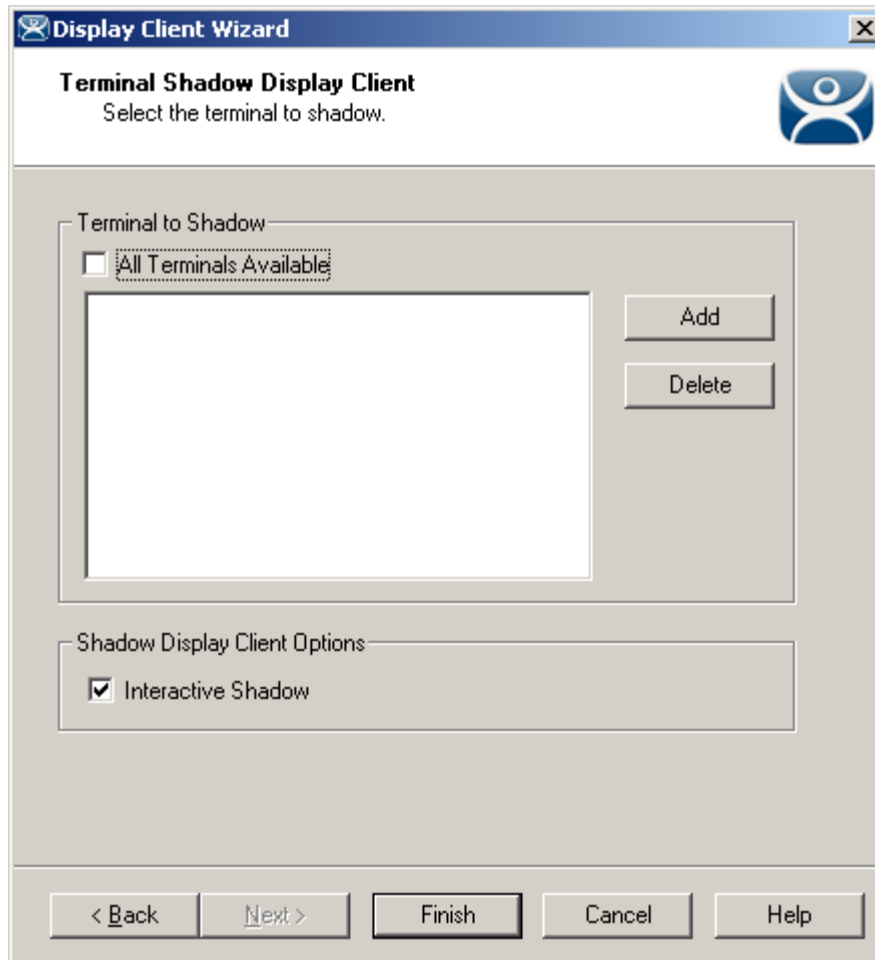 Display Client Wizard
Terminal Shadow Display Client
Select the terminal to shadow.
Terminal to Shadow
All Terminals Available
Add
Delete
Shadow Display Client Options
Interactive Shadow
< Back Next > Finish Cancel Help